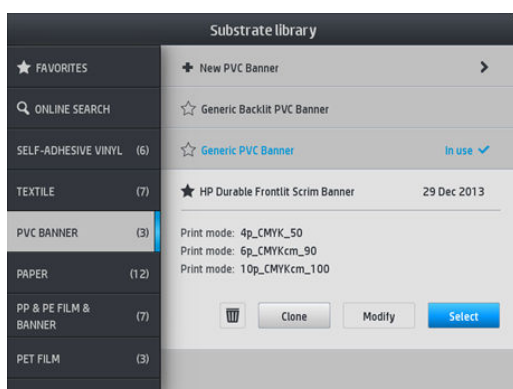 Substrate library
FAVORITES
ONLINE SEARCH
SELF-ADHESIVE VINYL (6)
TEXTILE (7)
PVC BANNER (3)
PAPER (12)
PP & PE FILM &
BANNER (7)
PET FILM (3)
New PVC Banner
Generic Backlit PVC Banner
Generic PVC Banner In use
HP Durable Frontlit Scrim Banner 29 Dec 2013
Print mode: 4p_CMYK_50
Print mode: 6p_CMYKcm_90
Print mode: 10p_CMYKcm_100
Clone Modify Select